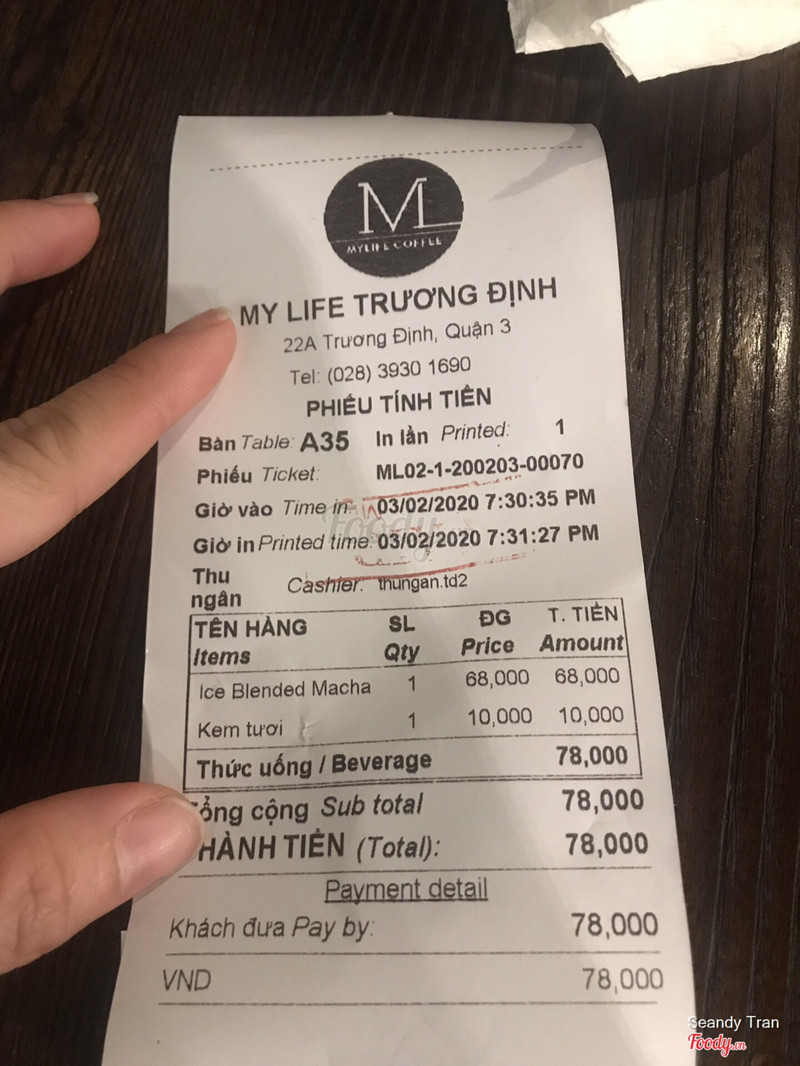 M
MYLIFE COFFEE
MY LIFE TRƯƠNG ĐỊNH
22A Trương Định, Quận 3
Tel: (028) 3930 1690
PHIẾU TÍNH TIỀN
Bàn Table: A35 In lần Printed: 1
Phiếu Ticket: ML02-1-200203-00070
Giờ vào Time in: 03/02/2020 7:30:35 PM
Giờ in Printed time: 03/02/2020 7:31:27 PM
Thu ngân Cashier: thungan.td2
TÊN HÀNG SL ĐG T. TIỀN
Items Qty Price Amount
Ice Blended Macha 1 68,000 68,000
Kem tươi 1 10,000 10,000
Thức uống / Beverage 78,000
ổng cộng Sub total 78,000
HÀNH TIỀN (Total): 78,000
Payment detail
Khách đưa Pay by: 78,000
VND 78,000
Foody
Seandy Tran
Foody.vn